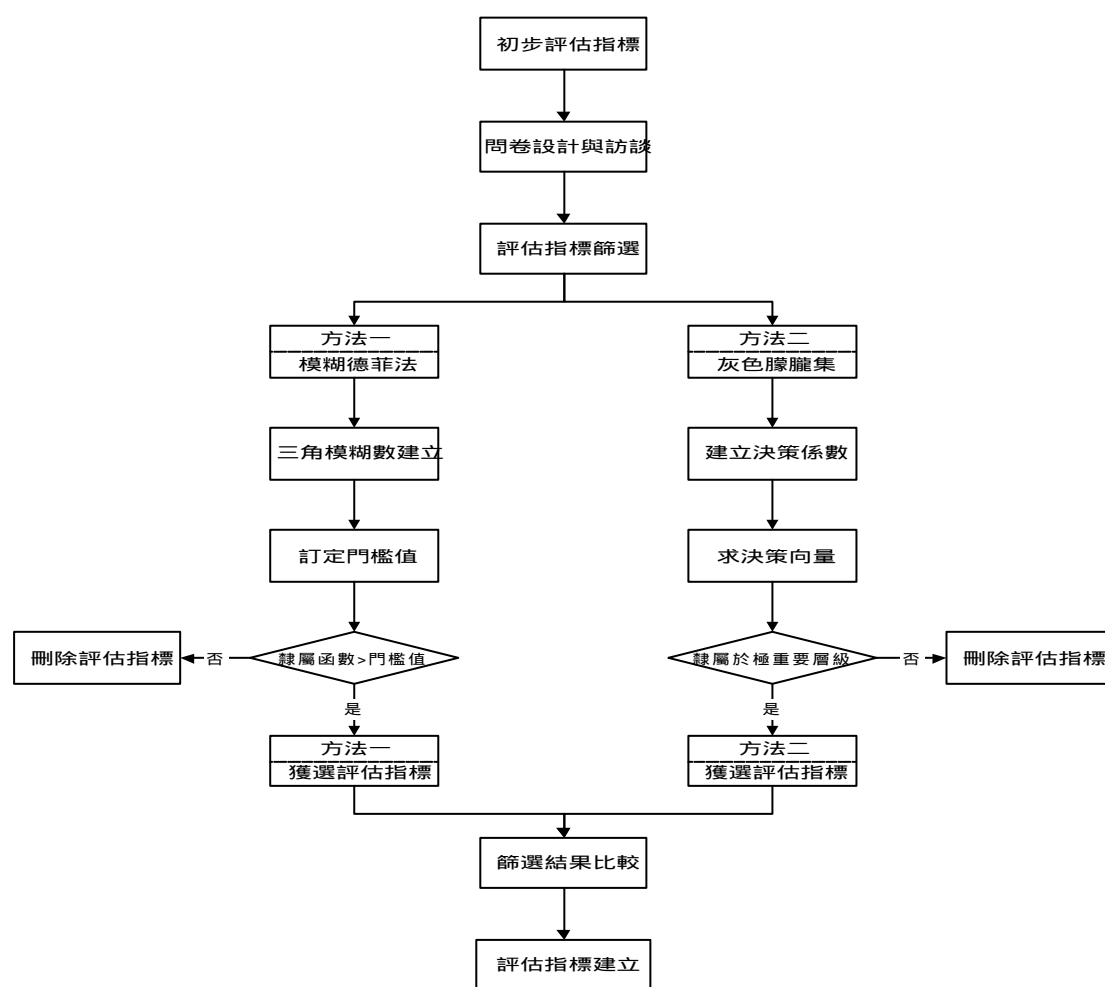 初步評估指標
問卷設計與訪談
評估指標篩選
方法一
模糊德菲法
方法二
灰色朦朧集
三角模糊數建立
建立決策係數
訂定門檻值
求決策向量
刪除評估指標
否
隸屬函數>門檻值
隸屬於極重要層級
否
刪除評估指標
是
是
方法一
獲選評估指標
方法二
獲選評估指標
篩選結果比較
評估指標建立